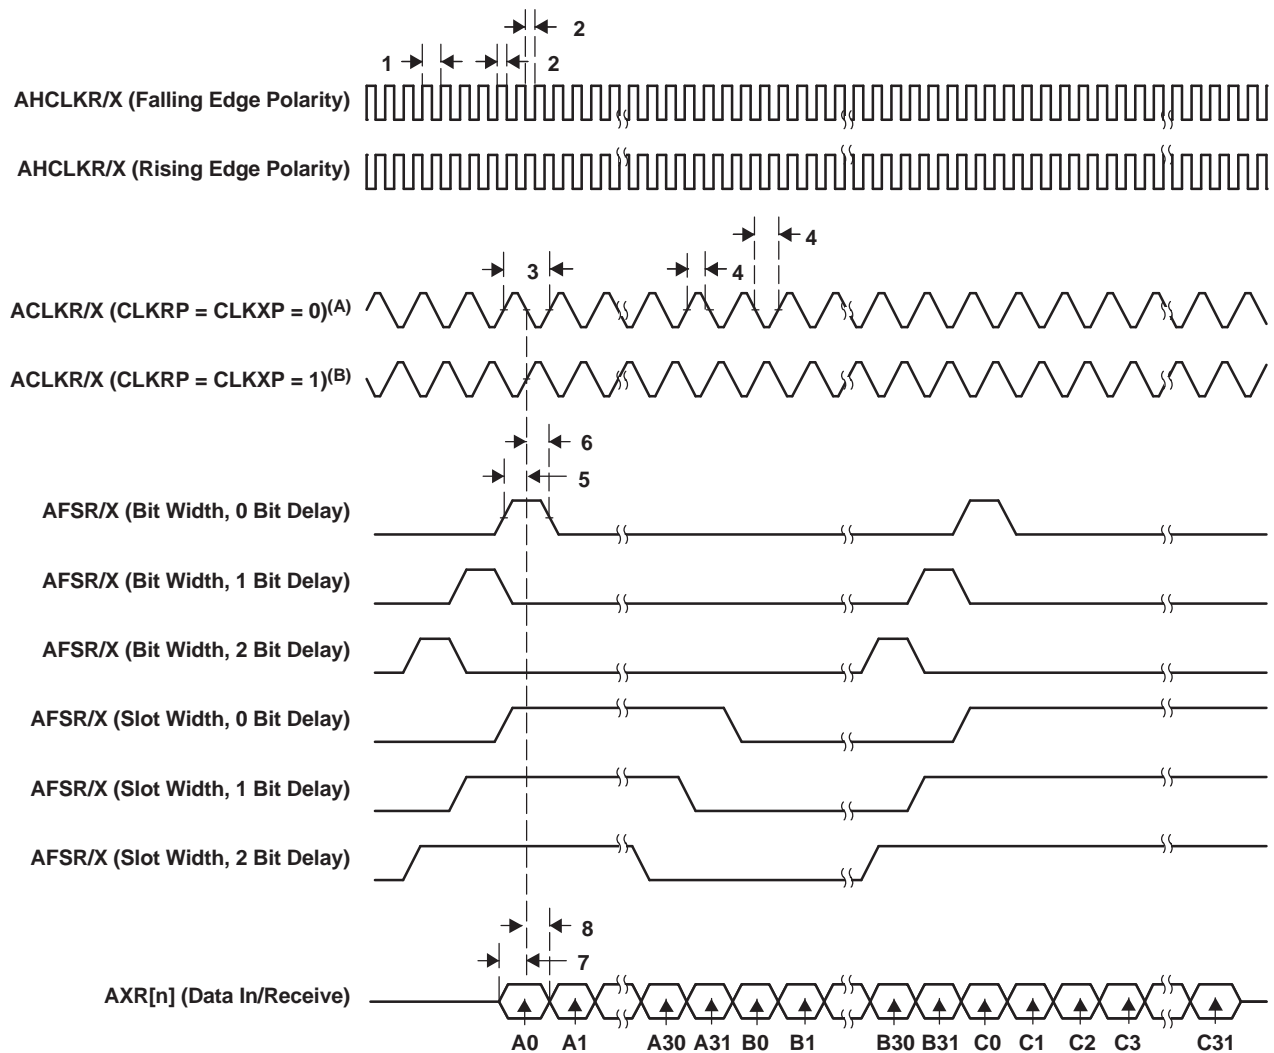 2
1
2
AHCLKR/X (Falling Edge Polarity)
AHCLKR/X (Rising Edge Polarity)
4
3
4
ACLKR/X (CLKRP = CLKXP = 0)(A)
ACLKR/X (CLKRP = CLKXP = 1)(B)
6
5
AFSR/X (Bit Width, 0 Bit Delay)
AFSR/X (Bit Width, 1 Bit Delay)
AFSR/X (Bit Width, 2 Bit Delay)
AFSR/X (Slot Width, 0 Bit Delay)
AFSR/X (Slot Width, 1 Bit Delay)
AFSR/X (Slot Width, 2 Bit Delay)
8
7
AXR[n] (Data In/Receive)
A0 A1 A30 A31 B0 B1 B30 B31 C0 C1 C2 C3 C31